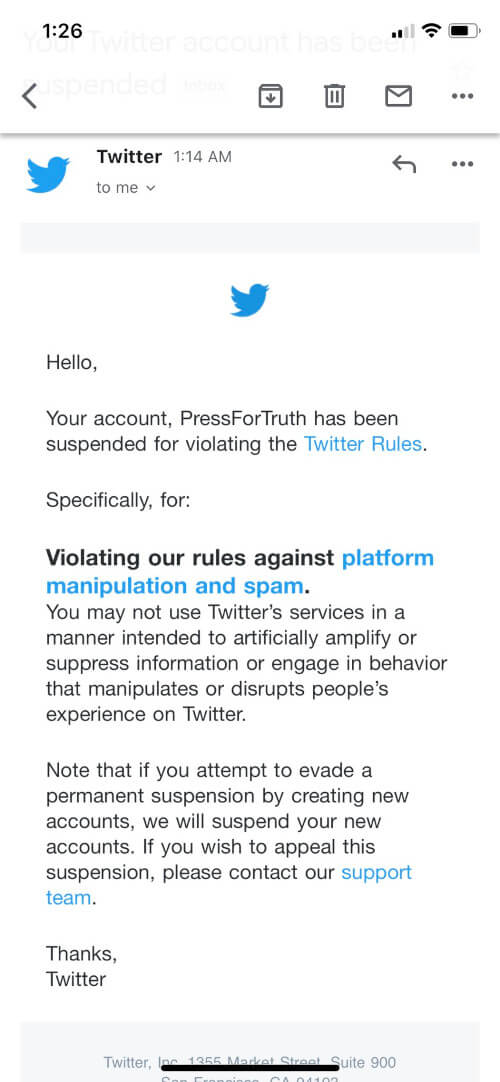 1:26
Your Twitter account has been
suspended Inbox
Twitter 1:14 AM
to me
Hello,
Your account, PressForTruth has been
suspended for violating the Twitter Rules.
Specifically, for:
Violating our rules against platform
manipulation and spam.
You may not use Twitter’s services in a
manner intended to artificially amplify or
suppress information or engage in behavior
that manipulates or disrupts people’s
experience on Twitter.
Note that if you attempt to evade a
permanent suspension by creating new
accounts, we will suspend your new
accounts. If you wish to appeal this
suspension, please contact our support
team.
Thanks,
Twitter
Twitter, Inc. 1355 Market Street, Suite 900
San Francisco, CA 94103